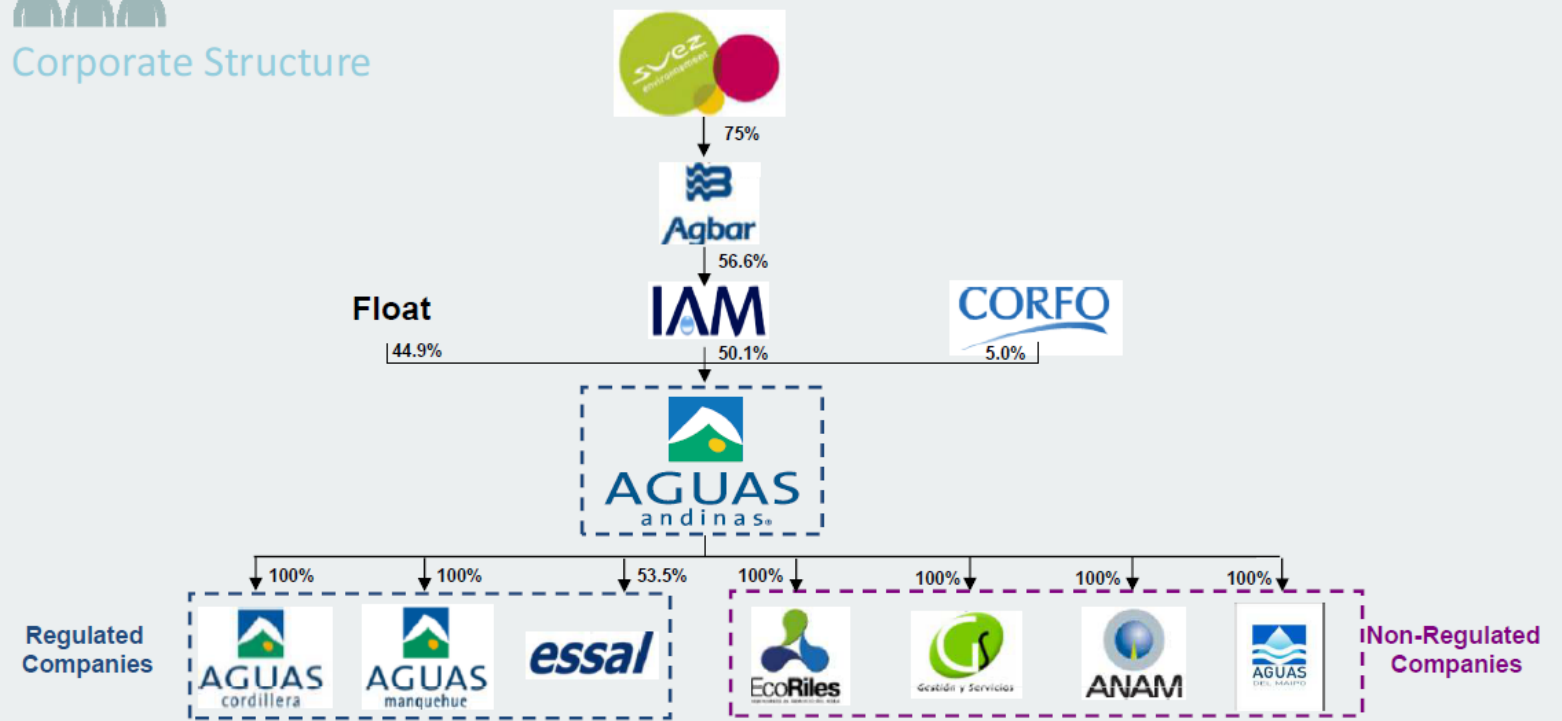 Corporate Structure
suez
environnement
75%
Agbar
56.6%
Float
IAM
CORFO
44.9%
50.1%
5.0%
AGUAS
andinas®
100%
100%
53.5%
100%
100%
100%
100%
Regulated
Companies
AGUAS
cordillera
AGUAS
manquehue
essal
EcoRiles
GS
Gestión y Servicios
ANAM
AGUAS
DEL MAIPO
Non-Regulated
Companies